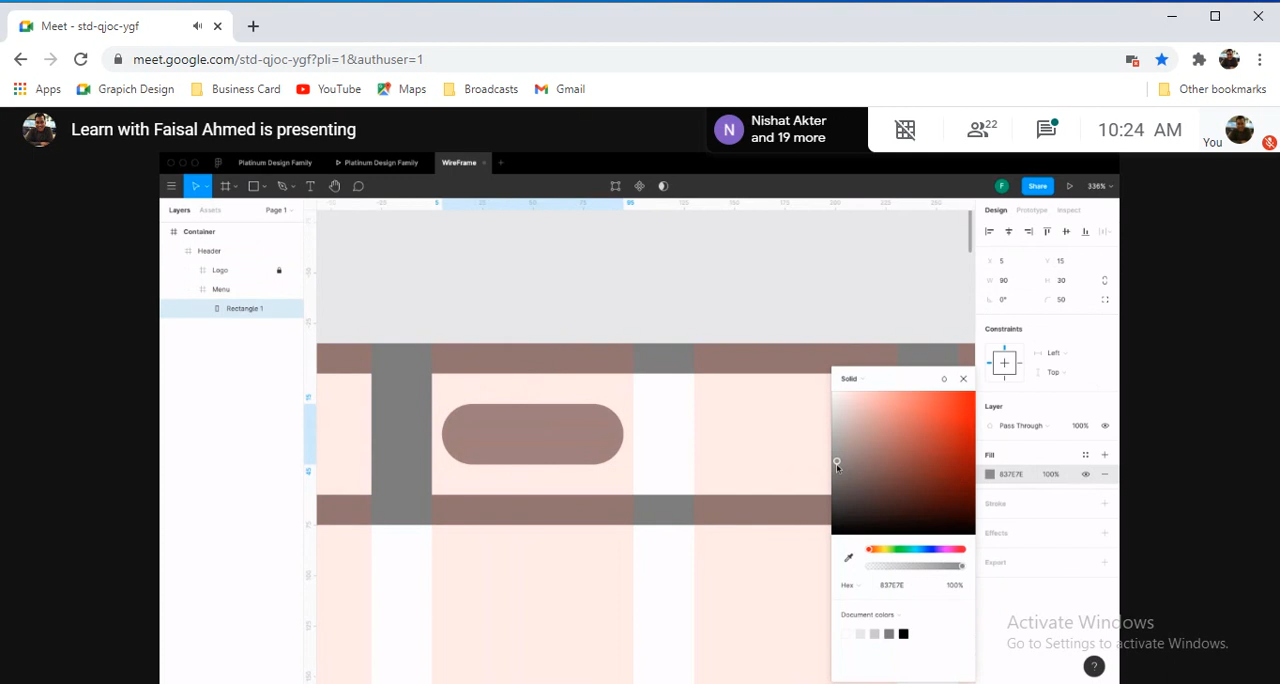 Meet - std-qjoc-ygf
meet.google.com/std-qjoc-ygf?pli=1&authuser=1
Apps Grapich Design Business Card YouTube Maps Broadcasts Gmail Other bookmarks
Learn with Faisal Ahmed is presenting
N Nishat Akter
and 19 more
22
10:24 AM
You
Platinum Design Family Platinum Design Family WireFrame
F Share 336%
Layers Assets Page 1
Container
Header
Logo
Menu
Rectangle 1
Design Prototype Inspect
X 5 Y 15
W 90 H 30
0° 50
Constraints
Left
Top
Layer
Pass Through 100%
Fill
837E7E 100%
Stroke
Effects
Export
Solid
Hex 837E7E 100%
Document colors
Activate Windows
Go to Settings to activate Windows.
?